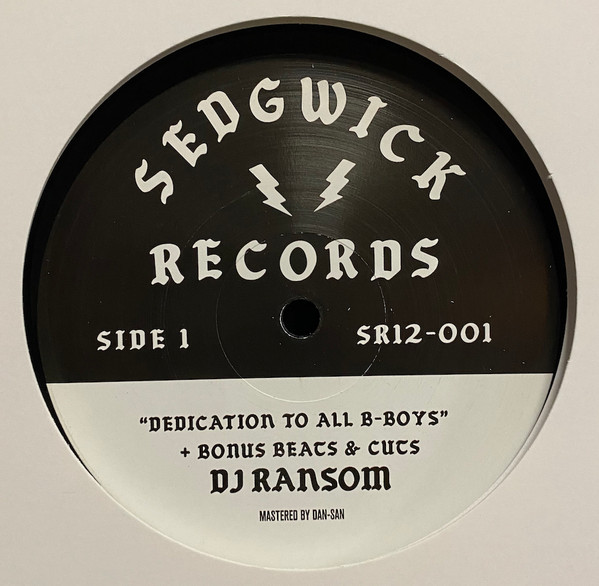 SEDGWICK
RECORDS
SIDE 1
SR12-001
"DEDICATION TO ALL B-BOYS"
+ BONUS BEATS & CUTS
DJ RANSOM
MASTERED BY DAN-SAN